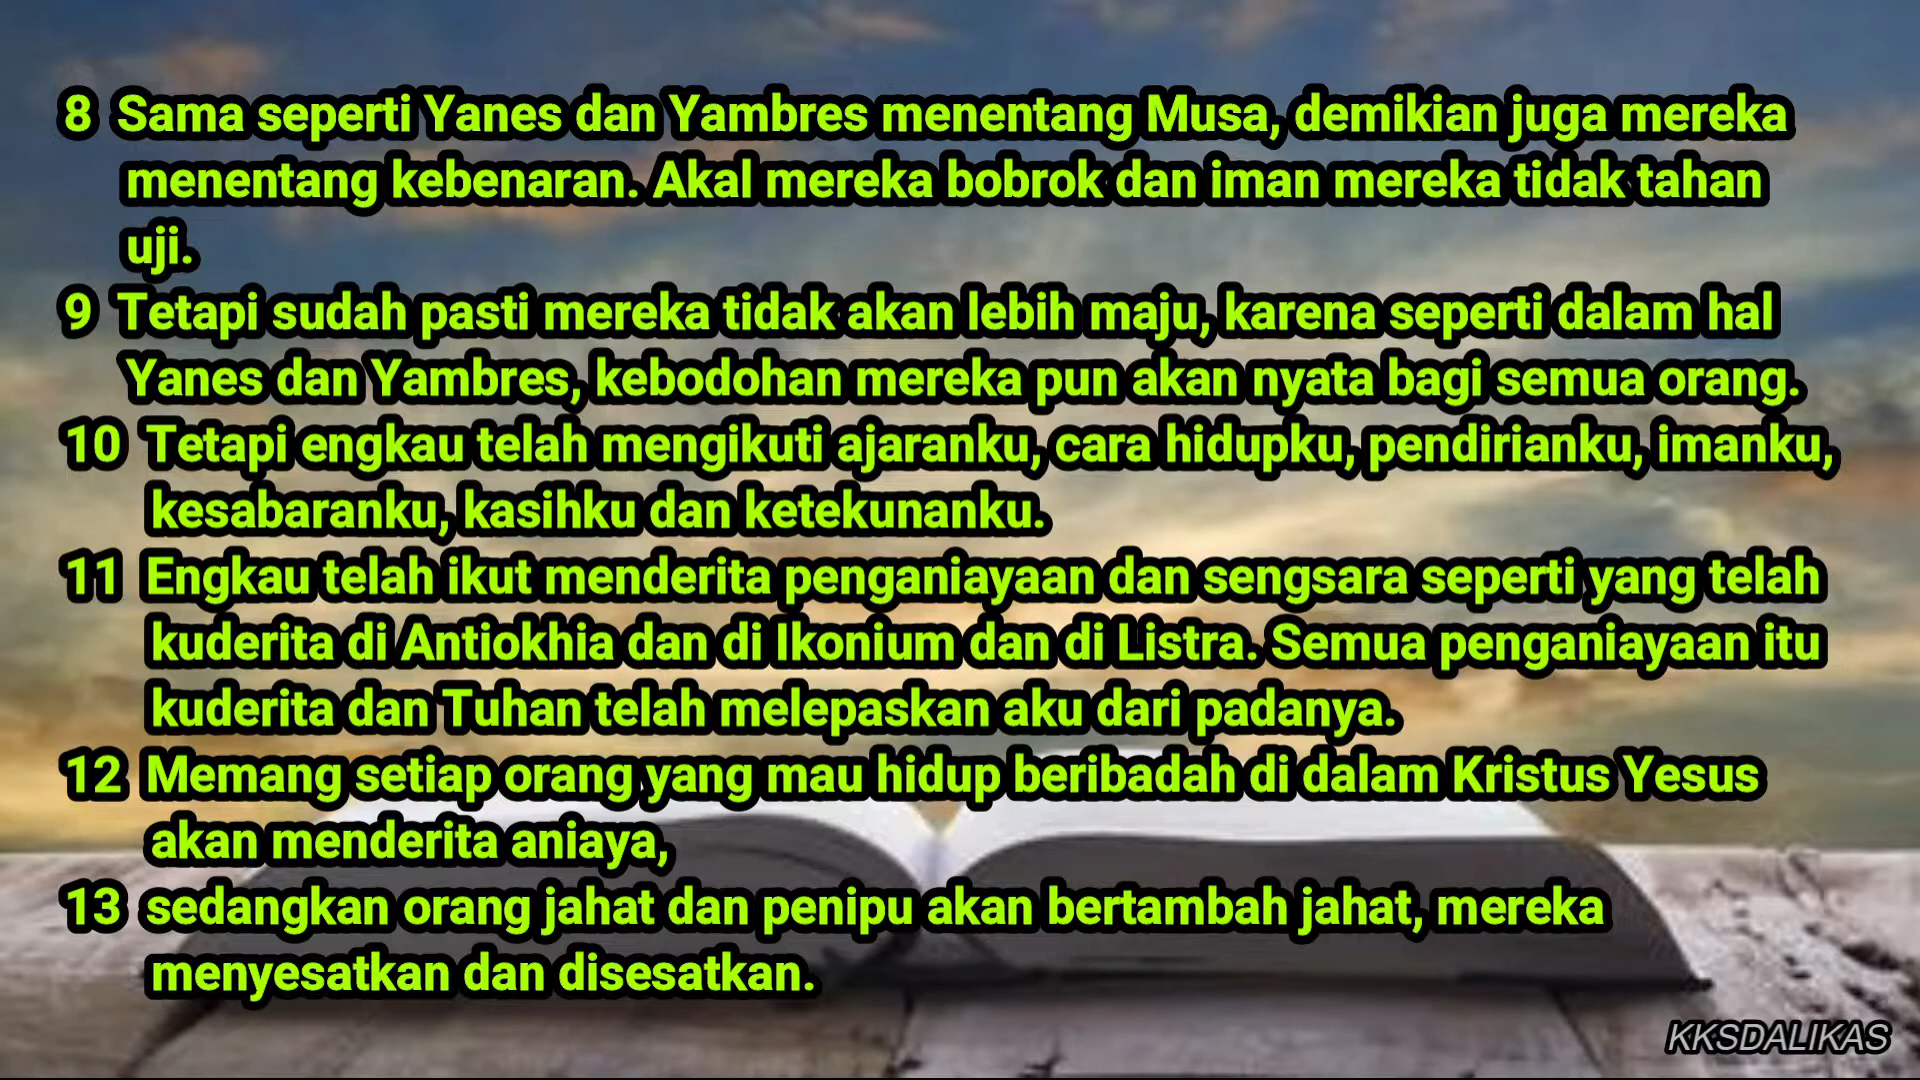 8 Sama seperti Yanes dan Yambres menentang Musa, demikian juga mereka
menentang kebenaran. Akal mereka bobrok dan iman mereka tidak tahan
uji.
9 Tetapi sudah pasti mereka tidak akan lebih maju, karena seperti dalam hal
Yanes dan Yambres, kebodohan mereka pun akan nyata bagi semua orang.
10 Tetapi engkau telah mengikuti ajaranku, cara hidupku, pendirianku, imanku,
kesabaranku, kasihku dan ketekunanku.
11 Engkau telah ikut menderita penganiayaan dan sengsara seperti yang telah
kuderita di Antiokhia dan di Ikonium dan di Listra. Semua penganiayaan itu
kuderita dan Tuhan telah melepaskan aku dari padanya.
12 Memang setiap orang yang mau hidup beribadah di dalam Kristus Yesus
akan menderita aniaya,
13 sedangkan orang jahat dan penipu akan bertambah jahat, mereka
menyesatkan dan disesatkan.
KKSDALIKAS